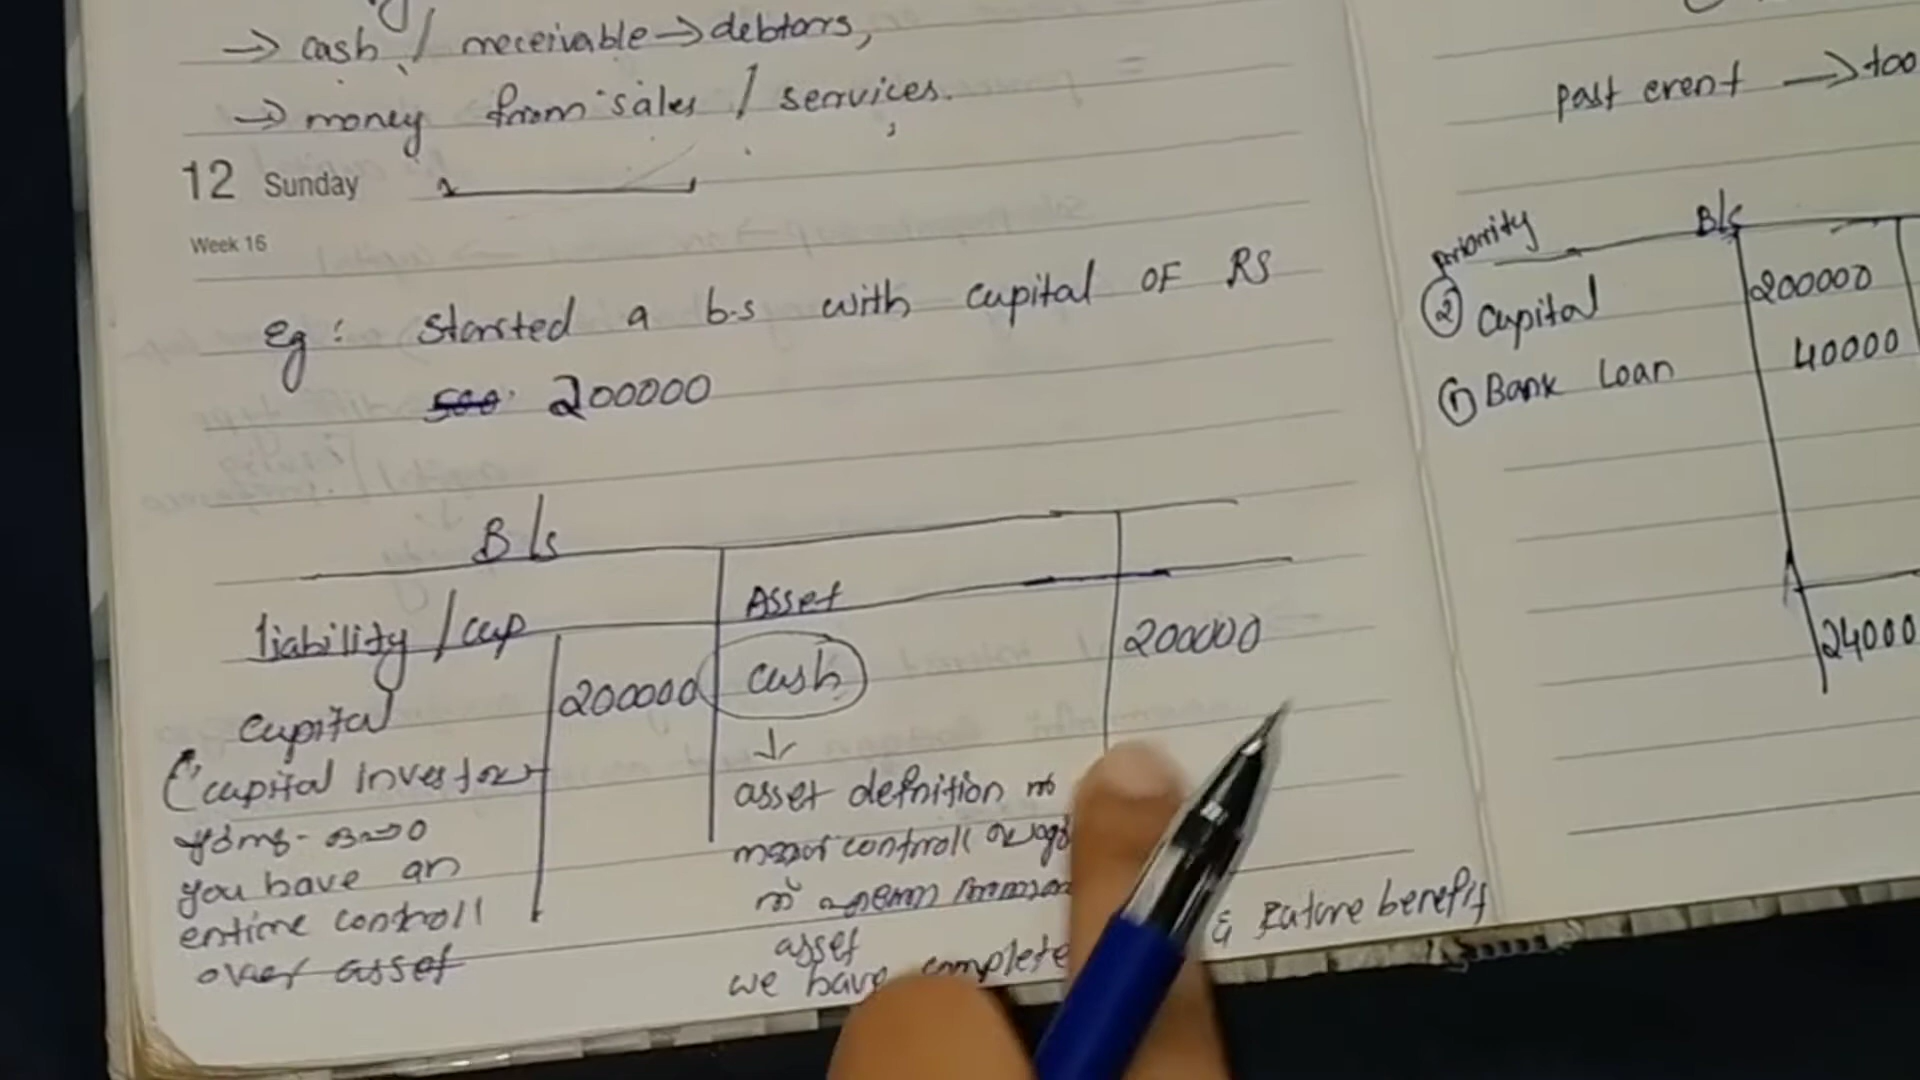 → cash / receivable → debtors,
→ money from sales / services.
12 Sunday
Week 16
eg: started a b.s with capital OF RS
200000
B/s
liability / cap
Asset
Capital 200000 cash 200000
capital investor
you have an
entire controll
over asset
↓
asset defnition
controll
asset
we have complete
& Future benefit
past event → too
priority
B/s
② Capital 200000
① Bank Loan 40000
24000